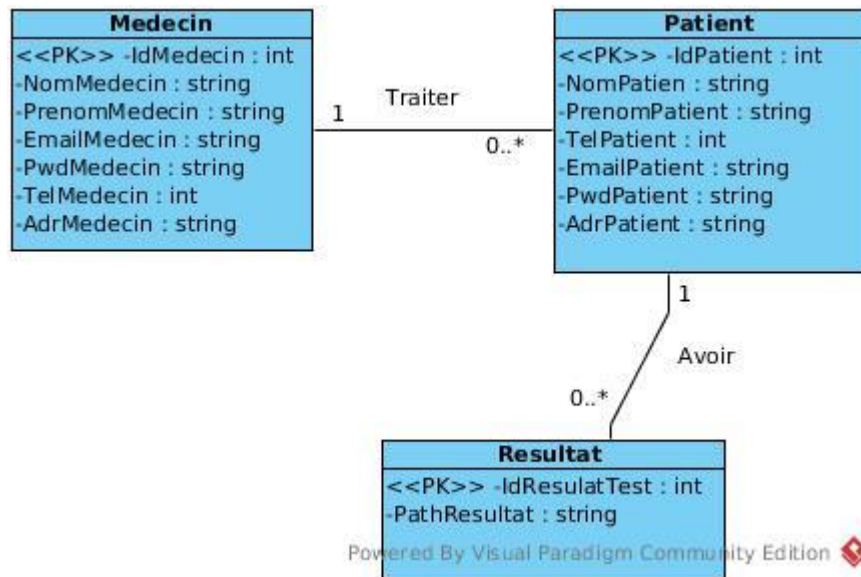 Medecin
<<PK>> -IdMedecin : int
-NomMedecin : string
-PrenomMedecin : string
-EmailMedecin : string
-PwdMedecin : string
-TelMedecin : int
-AdrMedecin : string
Traiter
1
0..*
Patient
<<PK>> -IdPatient : int
-NomPatien : string
-PrenomPatient : string
-TelPatient : int
-EmailPatient : string
-PwdPatient : string
-AdrPatient : string
1
Avoir
0..*
Resultat
<<PK>> -IdResulatTest : int
-PathResultat : string
Powered By Visual Paradigm Community Edition